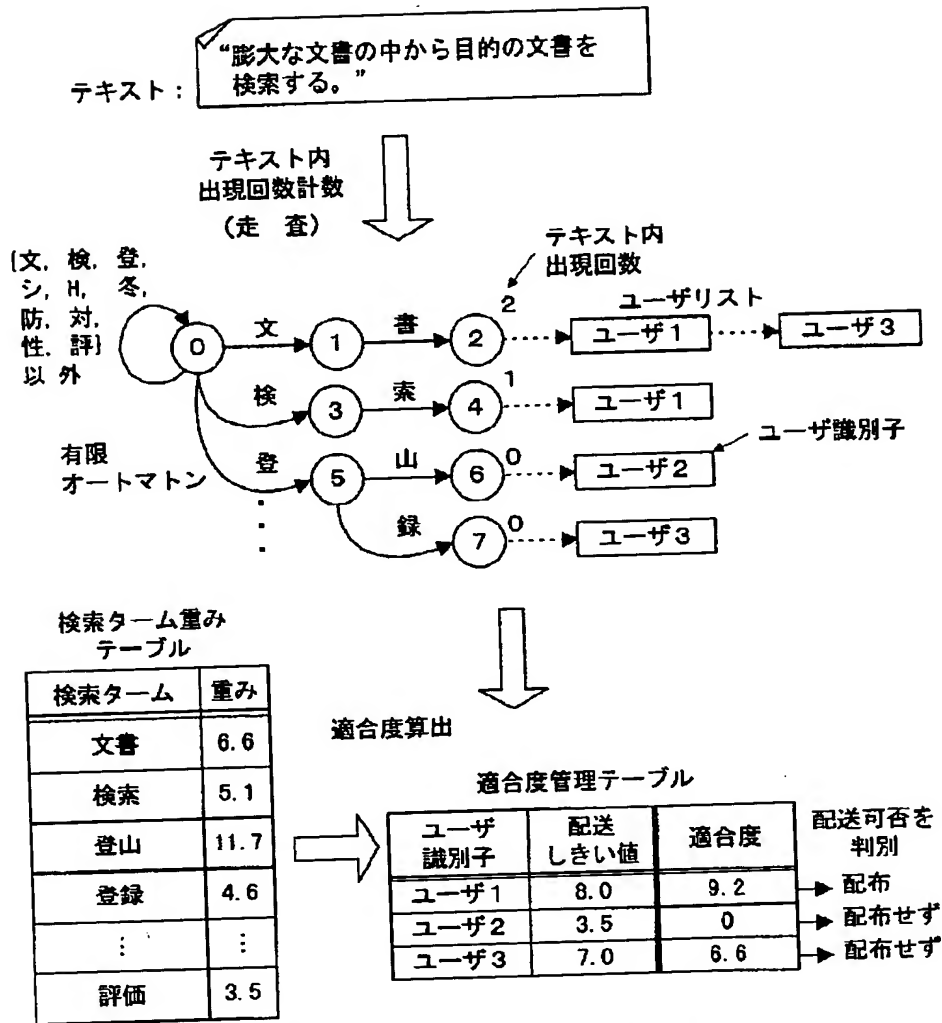 テキスト：
“膨大な文書の中から目的の文書を
検索する。”
テキスト内
出現回数計数
（走　査）
{文, 検, 登,
シ, H, 冬,
防, 対,
性, 評}
以 外
テキスト内
出現回数
ユーザリスト
0
文
1
書
2
2
ユーザ1
ユーザ3
検
3
索
4
1
ユーザ1
ユーザ識別子
有限
オートマトン
登
5
山
6
0
ユーザ2
録
7
0
ユーザ3
検索ターム重み
テーブル
検索ターム 重み
文書 6.6
検索 5.1
登山 11.7
登録 4.6
⋮ ⋮
評価 3.5
適合度算出
適合度管理テーブル
ユーザ
識別子
配送
しきい値
適合度
配送可否を
判別
ユーザ1 8.0 9.2 配布
ユーザ2 3.5 0 配布せず
ユーザ3 7.0 6.6 配布せず